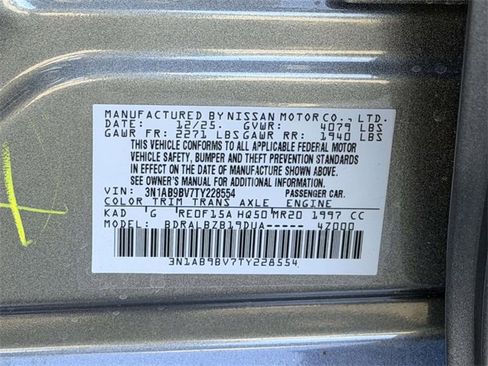 MANUFACTURED BY NISSAN MOTOR CO., LTD.
DATE: 12/25. GVWR: 4079 LBS
GAWR FR: 2271 LBS GAWR RR: 1940 LBS
THIS VEHICLE CONFORMS TO ALL APPLICABLE FEDERAL MOTOR
VEHICLE SAFETY, BUMPER AND THEFT PREVENTION STANDARDS
IN EFFECT ON THE DATE OF MANUFACTURE SHOWN ABOVE.
SEE OWNER'S MANUAL FOR ADDITIONAL INFORMATION.
VIN: 3N1AB9BV7TY228554 PASSENGER CAR.
COLOR TRIM TRANS AXLE ENGINE
KAD G RE0F15A HQ50 MR20 1997 CC
MODEL: BDRALBZB19DUA----- 4Z000
3N1AB9BV7TY228554